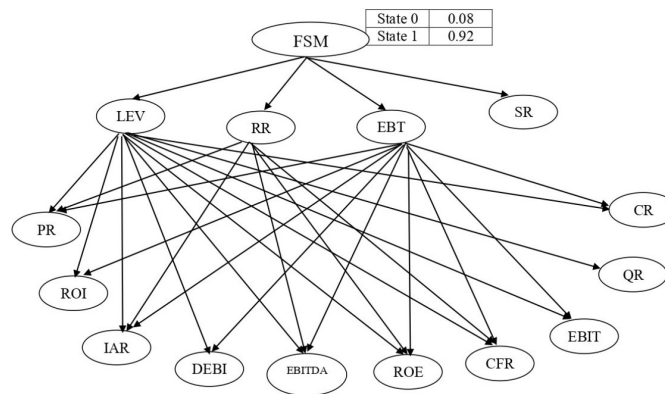 State 0 0.08
FSM State 1 0.92
SR
LEV RR EBT
CR
PR
QR
ROI
EBIT
IAR
CFR
DEBI EBITDA ROE